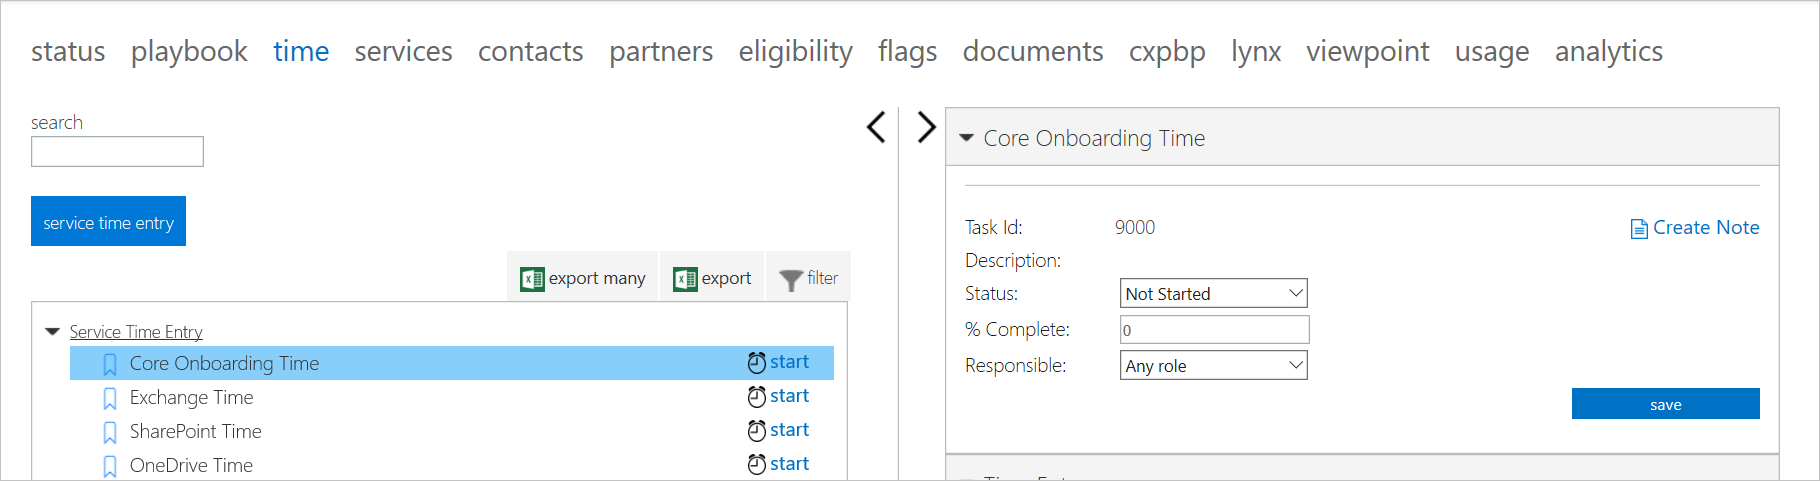 status playbook time services contacts partners eligibility flags documents cxpbp lynx viewpoint usage analytics
search
service time entry
export many export filter
Service Time Entry
Core Onboarding Time start
Exchange Time start
SharePoint Time start
OneDrive Time start
Core Onboarding Time
Task Id: 9000 Create Note
Description:
Status: Not Started
% Complete: 0
Responsible: Any role
save